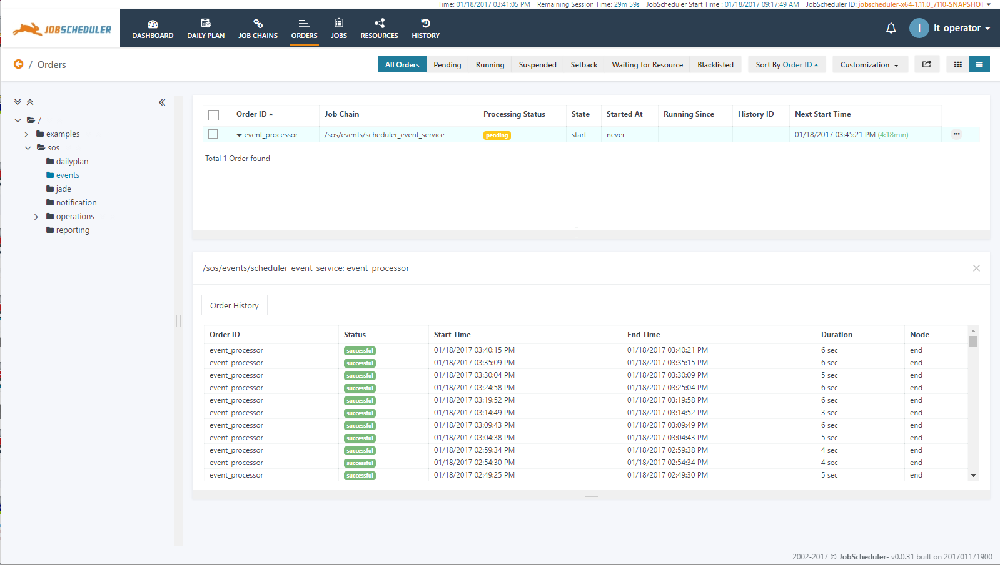 Time: 01/18/2017 03:41:05 PM Remaining Session Time: 29m 59s JobScheduler Start Time : 01/18/2017 09:17:49 AM JobScheduler ID: jobscheduler-x64-1.11.0_7110-SNAPSHOT
JOBSCHEDULER
DASHBOARD DAILY PLAN JOB CHAINS ORDERS JOBS RESOURCES HISTORY
I it_operator
/ Orders
All Orders Pending Running Suspended Setback Waiting for Resource Blacklisted Sort By Order ID Customization
/
examples
sos
dailyplan
events
jade
notification
operations
reporting
Order ID Job Chain Processing Status State Started At Running Since History ID Next Start Time
event_processor /sos/events/scheduler_event_service pending start never - 01/18/2017 03:45:21 PM (4:18min)
Total 1 Order found
/sos/events/scheduler_event_service: event_processor
Order History
Order ID Status Start Time End Time Duration Node
event_processor successful 01/18/2017 03:40:15 PM 01/18/2017 03:40:21 PM 6 sec end
event_processor successful 01/18/2017 03:35:09 PM 01/18/2017 03:35:15 PM 6 sec end
event_processor successful 01/18/2017 03:30:04 PM 01/18/2017 03:30:09 PM 5 sec end
event_processor successful 01/18/2017 03:24:58 PM 01/18/2017 03:25:04 PM 6 sec end
event_processor successful 01/18/2017 03:19:52 PM 01/18/2017 03:19:58 PM 6 sec end
event_processor successful 01/18/2017 03:14:49 PM 01/18/2017 03:14:52 PM 3 sec end
event_processor successful 01/18/2017 03:09:43 PM 01/18/2017 03:09:49 PM 6 sec end
event_processor successful 01/18/2017 03:04:38 PM 01/18/2017 03:04:43 PM 5 sec end
event_processor successful 01/18/2017 02:59:34 PM 01/18/2017 02:59:38 PM 4 sec end
event_processor successful 01/18/2017 02:54:30 PM 01/18/2017 02:54:34 PM 4 sec end
event_processor successful 01/18/2017 02:49:25 PM 01/18/2017 02:49:30 PM 5 sec end
2002-2017 © JobScheduler- v0.0.31 built on 201701171900